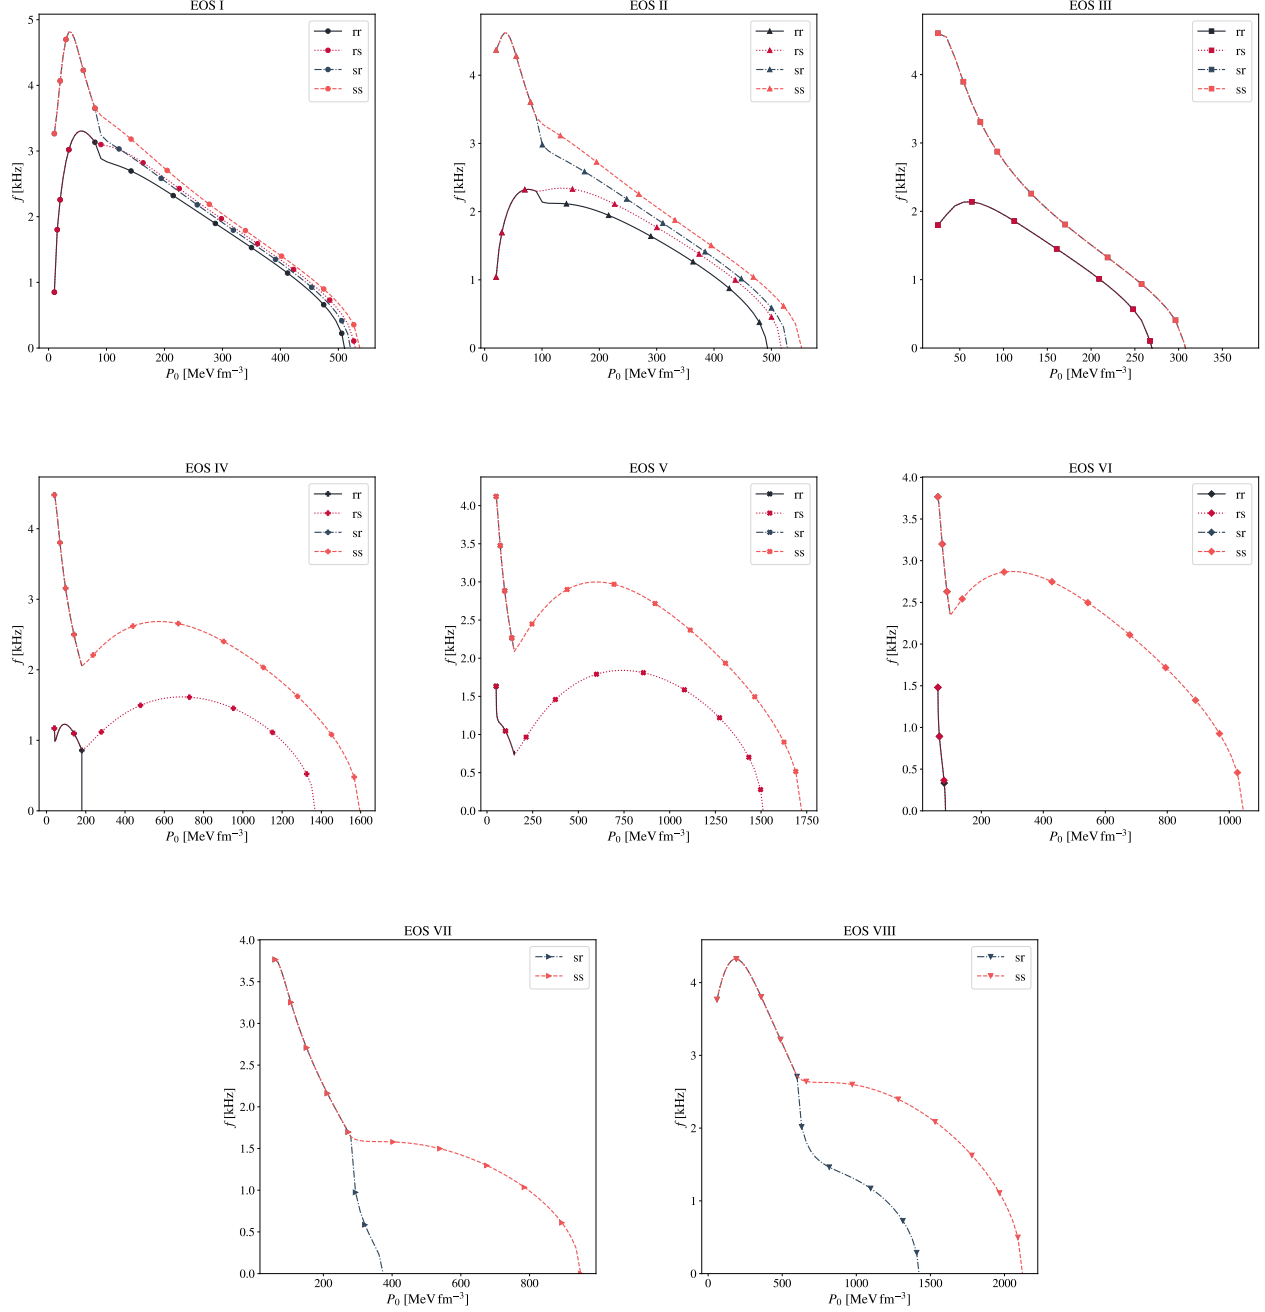 EOS I
5
4
3
2
1
0
f [kHz]
0 100 200 300 400 500
P₀ [MeV fm⁻³]
rr
rs
sr
ss
EOS II
4
3
2
1
0
f [kHz]
0 100 200 300 400 500
P₀ [MeV fm⁻³]
rr
rs
sr
ss
EOS III
4
3
2
1
0
f [kHz]
50 100 150 200 250 300 350
P₀ [MeV fm⁻³]
rr
rs
sr
ss
EOS IV
4
3
2
1
0
f [kHz]
0 200 400 600 800 1000 1200 1400 1600
P₀ [MeV fm⁻³]
rr
rs
sr
ss
EOS V
4.0
3.5
3.0
2.5
2.0
1.5
1.0
0.5
0.0
f [kHz]
0 250 500 750 1000 1250 1500 1750
P₀ [MeV fm⁻³]
rr
rs
sr
ss
EOS VI
4.0
3.5
3.0
2.5
2.0
1.5
1.0
0.5
0.0
f [kHz]
200 400 600 800 1000
P₀ [MeV fm⁻³]
rr
rs
sr
ss
EOS VII
4.0
3.5
3.0
2.5
2.0
1.5
1.0
0.5
0.0
f [kHz]
200 400 600 800
P₀ [MeV fm⁻³]
sr
ss
EOS VIII
4
3
2
1
0
f [kHz]
0 500 1000 1500 2000
P₀ [MeV fm⁻³]
sr
ss